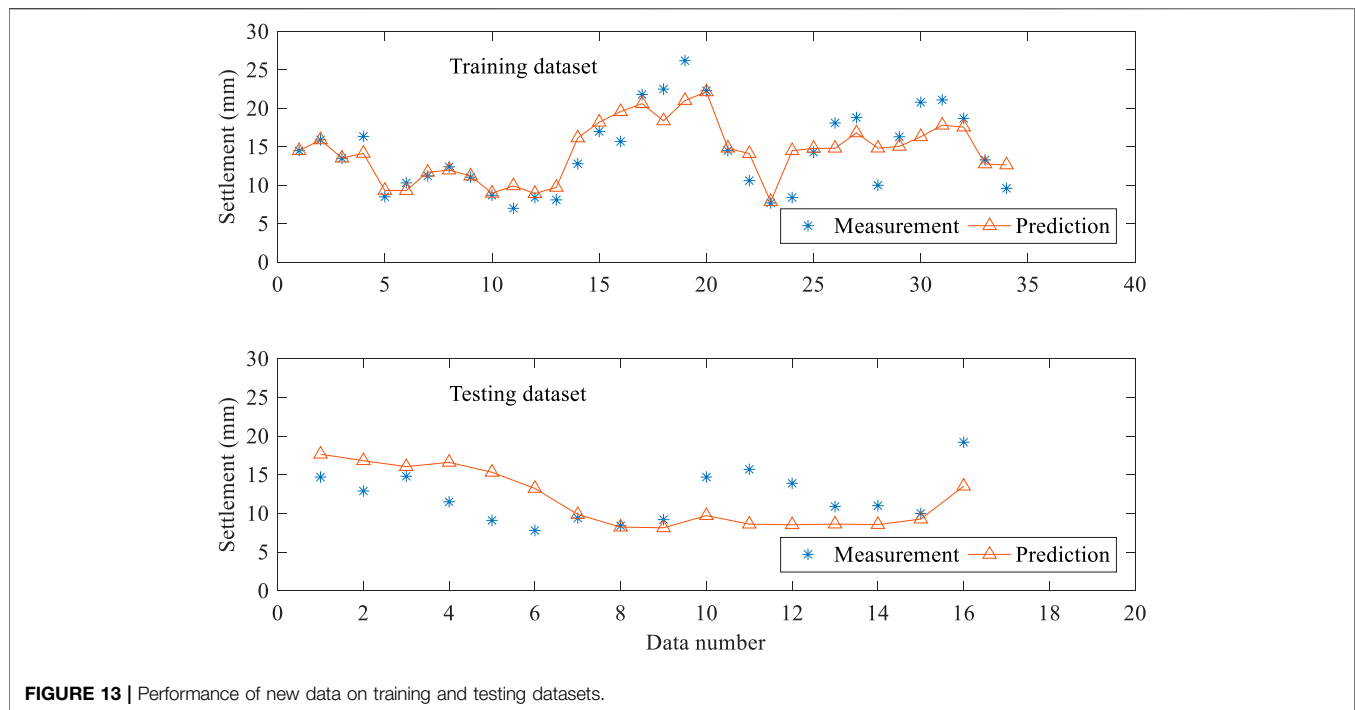 30
25
20
15
10
5
0
Settlement (mm)
Training dataset
Measurement Prediction
0 5 10 15 20 25 30 35 40
30
25
20
15
10
5
0
Settlement (mm)
Testing dataset
Measurement Prediction
0 2 4 6 8 10 12 14 16 18 20
Data number
FIGURE 13 | Performance of new data on training and testing datasets.